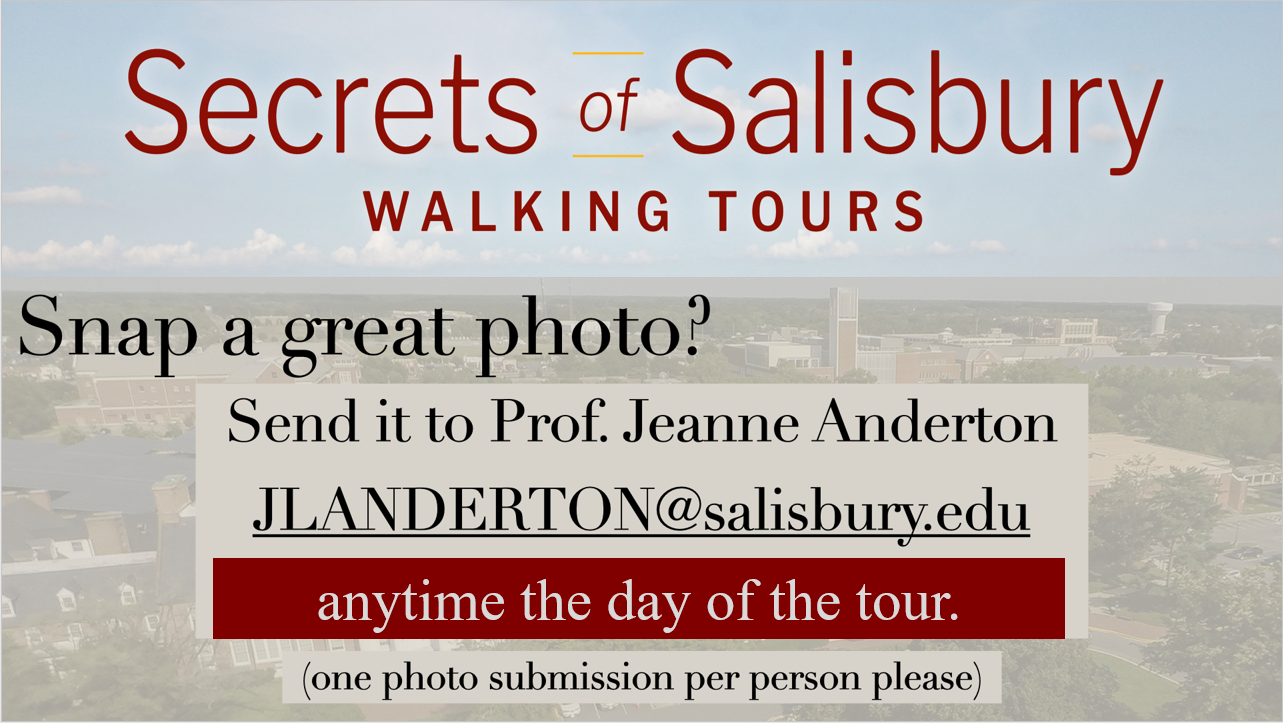 Secrets of Salisbury
WALKING TOURS
Snap a great photo?
Send it to Prof. Jeanne Anderton
JLANDERTON@salisbury.edu
anytime the day of the tour.
(one photo submission per person please)